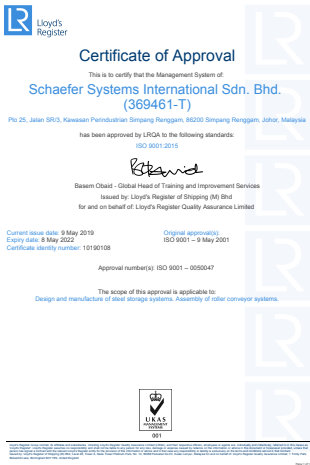 Lloyd's
Register
Certificate of Approval
This is to certify that the Management System of:
Schaefer Systems International Sdn. Bhd.
(369461-T)
Plo 25, Jalan SR/3, Kawasan Perindustrian Simpang Renggam, 86200 Simpang Renggam, Johor, Malaysia
has been approved by LRQA to the following standards:
ISO 9001:2015
Basem Obaid - Global Head of Training and Improvement Services
Issued by: Lloyd's Register of Shipping (M) Bhd
for and on behalf of: Lloyd's Register Quality Assurance Limited
Current issue date: 9 May 2019
Expiry date: 8 May 2022
Certificate identity number: 10190108
Original approval(s):
ISO 9001 – 9 May 2001
Approval number(s): ISO 9001 – 0050047
The scope of this approval is applicable to:
Design and manufacture of steel storage systems. Assembly of roller conveyor systems.
UKAS
MANAGEMENT
SYSTEMS
001